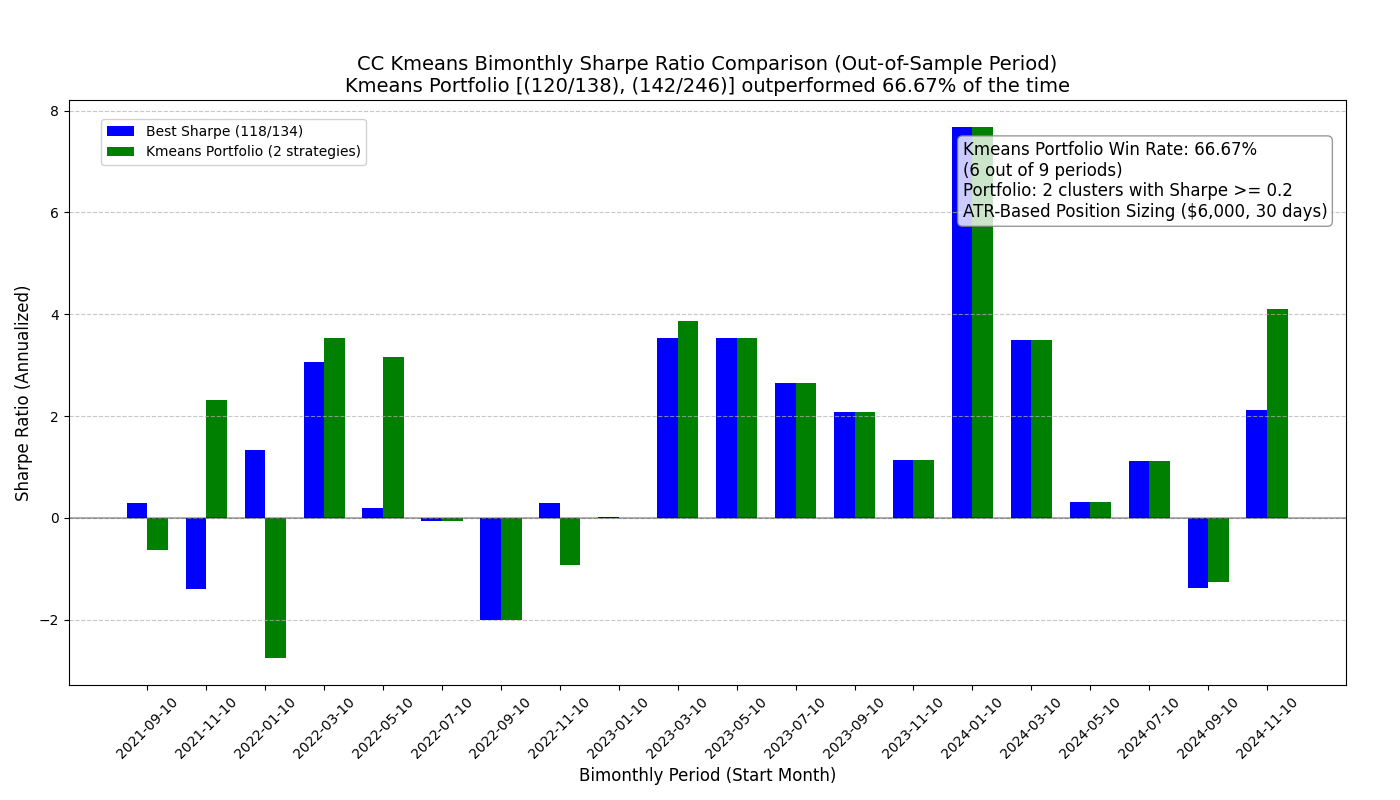 CC Kmeans Bimonthly Sharpe Ratio Comparison (Out-of-Sample Period)
Kmeans Portfolio [(120/138), (142/246)] outperformed 66.67% of the time
Best Sharpe (118/134)
Kmeans Portfolio (2 strategies)
Kmeans Portfolio Win Rate: 66.67%
(6 out of 9 periods)
Portfolio: 2 clusters with Sharpe >= 0.2
ATR-Based Position Sizing ($6,000, 30 days)
Sharpe Ratio (Annualized)
8
6
4
2
0
−2
2021-09-10
2021-11-10
2022-01-10
2022-03-10
2022-05-10
2022-07-10
2022-09-10
2022-11-10
2023-01-10
2023-03-10
2023-05-10
2023-07-10
2023-09-10
2023-11-10
2024-01-10
2024-03-10
2024-05-10
2024-07-10
2024-09-10
2024-11-10
Bimonthly Period (Start Month)